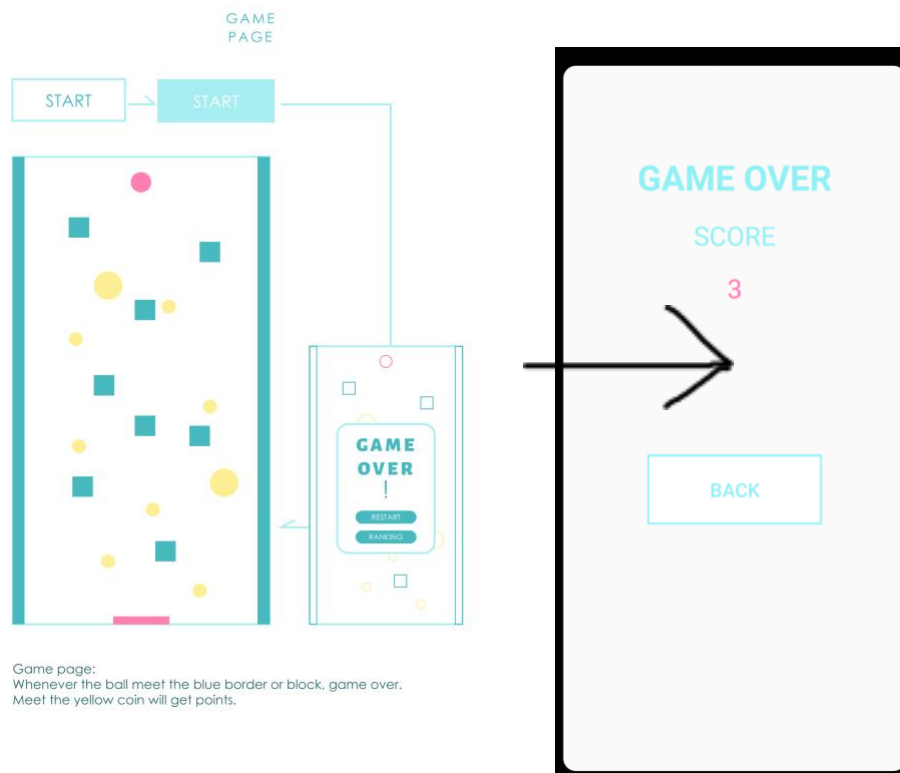 GAME
PAGE
START
START
GAME
OVER
!
RESTART
RANKING
Game page:
Whenever the ball meet the blue border or block, game over.
Meet the yellow coin will get points.
GAME OVER
SCORE
3
BACK